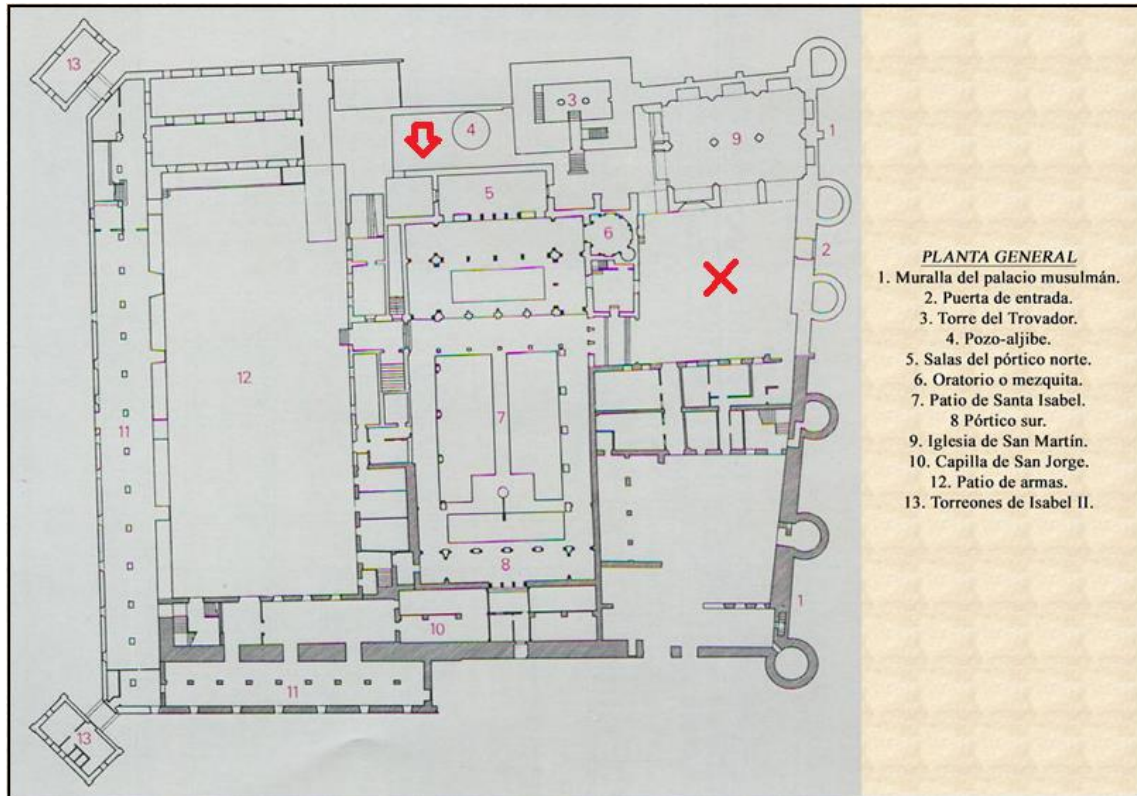 13
3
4
1
9
5
6
2
12
7
11
8
1
10
11
13
PLANTA GENERAL
1. Muralla del palacio musulmán.
2. Puerta de entrada.
3. Torre del Trovador.
4. Pozo-aljibe.
5. Salas del pórtico norte.
6. Oratorio o mezquita.
7. Patio de Santa Isabel.
8 Pórtico sur.
9. Iglesia de San Martín.
10. Capilla de San Jorge.
12. Patio de armas.
13. Torreones de Isabel II.